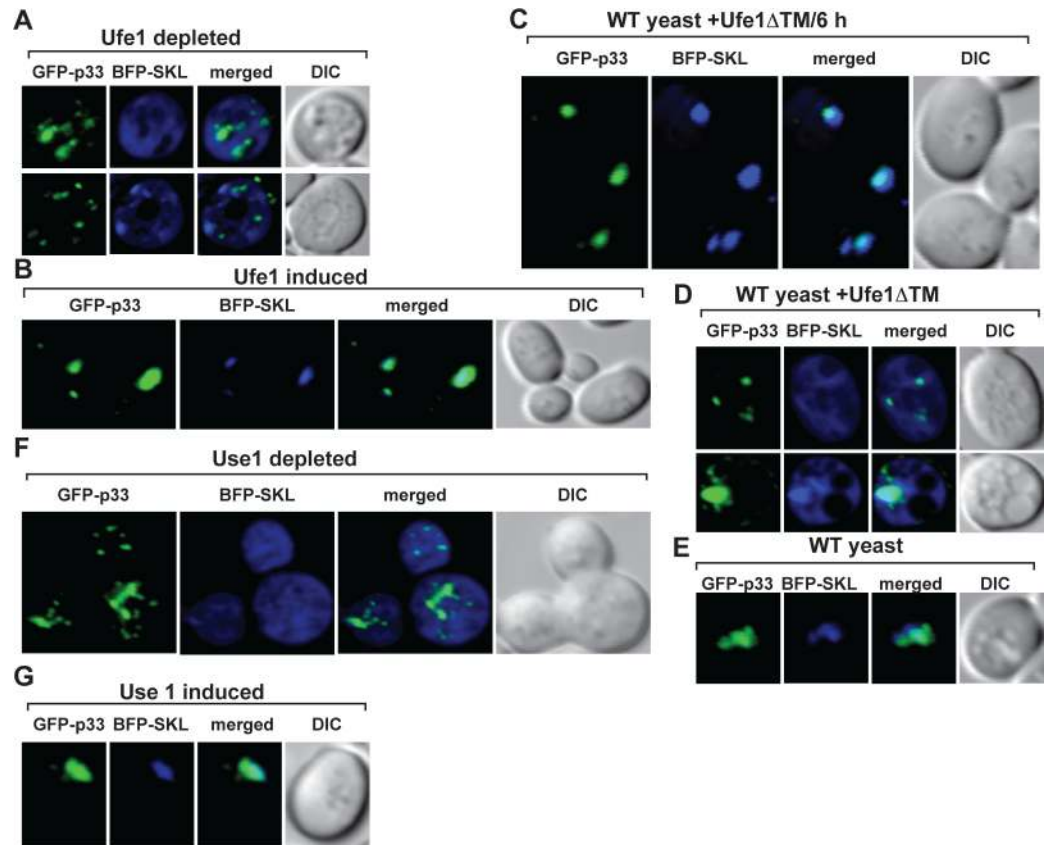 A
Ufe1 depleted
GFP-p33 BFP-SKL merged DIC
B
Ufe1 induced
GFP-p33 BFP-SKL merged DIC
F
Use1 depleted
GFP-p33 BFP-SKL merged DIC
G
Use 1 induced
GFP-p33 BFP-SKL merged DIC
C
WT yeast +Ufe1ΔTM/6 h
GFP-p33 BFP-SKL merged DIC
D
WT yeast +Ufe1ΔTM
GFP-p33 BFP-SKL merged DIC
E
WT yeast
GFP-p33 BFP-SKL merged DIC